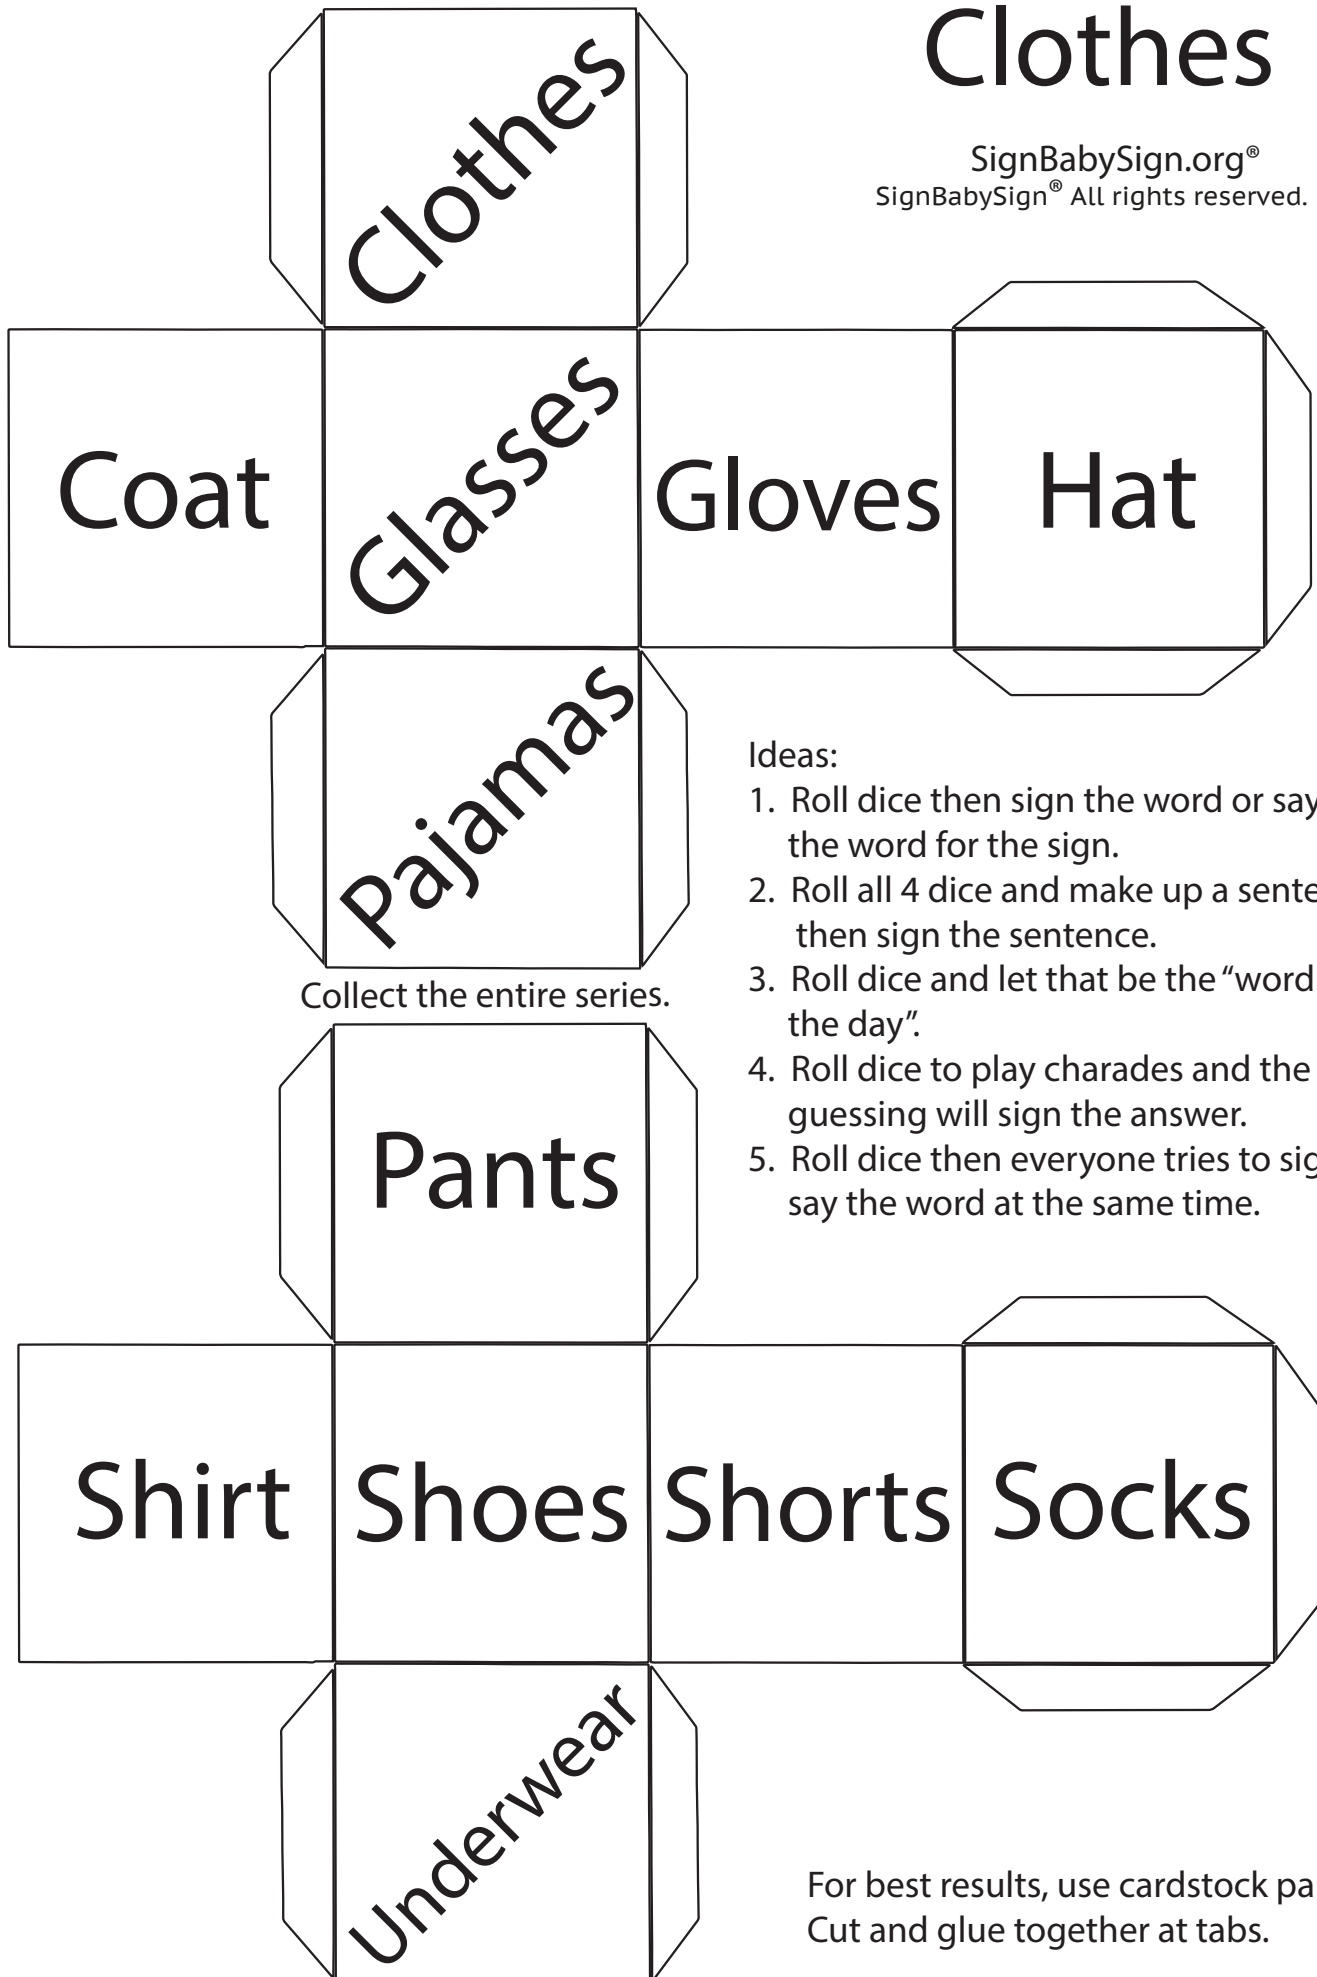 Clothes
SignBabySign.org®
SignBabySign® All rights reserved.
Clothes
Coat
Glasses
Gloves
Hat
Pajamas
Collect the entire series.
Ideas:
1. Roll dice then sign the word or say
the word for the sign.
2. Roll all 4 dice and make up a
then sign the sentence.
3. Roll dice and let that be the “word
the day”.
4. Roll dice to play charades and the
guessing will sign the answer.
5. Roll dice then everyone tries to
say the word at the same time.
Pants
Shirt
Shoes
Shorts
Socks
Underwear
For best results, use cardstock
Cut and glue together at tabs.